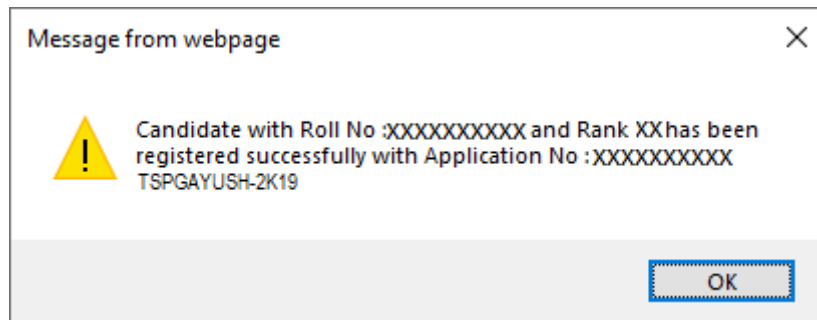 Message from webpage
Candidate with Roll No :XXXXXXXXXX and Rank XX has been
registered successfully with Application No : XXXXXXXXXX
TSPGAYUSH-2K19
OK